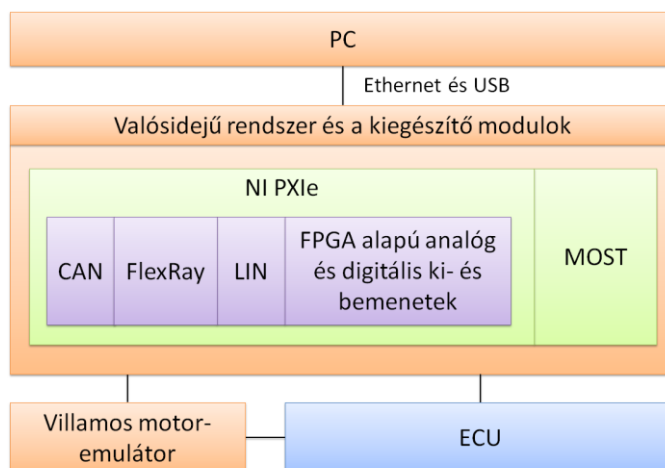 PC
Ethernet és USB
Valósidejű rendszer és a kiegészítő modulok
NI PXIe
CAN
FlexRay
LIN
FPGA alapú analóg
és digitális ki- és
bemenetek
MOST
Villamos motor-
emulátor
ECU